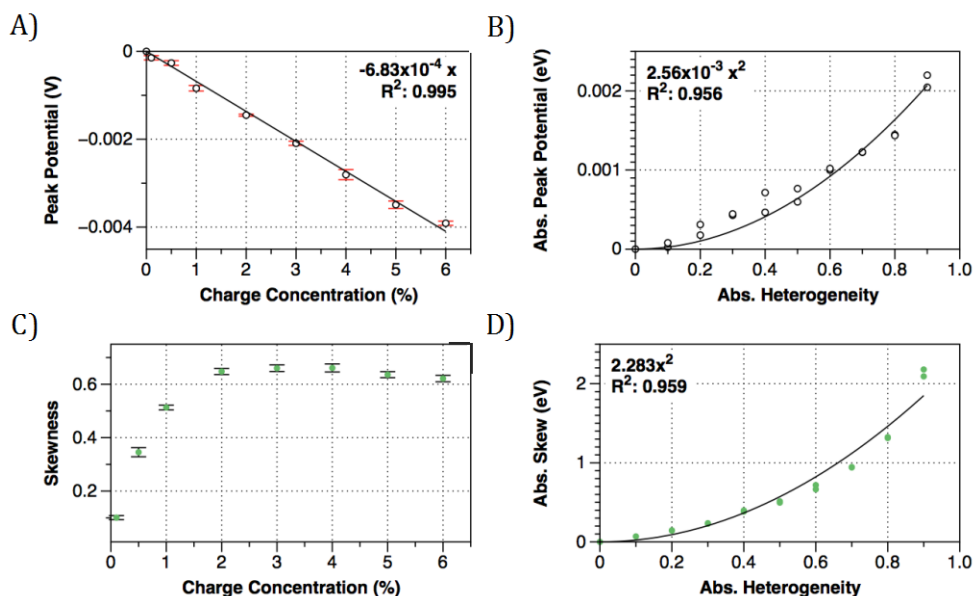 A)
0
−0.002
−0.004
Peak Potential (V)
-6.83x10⁻⁴ x
R²: 0.995
0 1 2 3 4 5 6
Charge Concentration (%)
B)
0.002
0.001
0
Abs. Peak Potential (eV)
2.56x10⁻³ x²
R²: 0.956
0 0.2 0.4 0.6 0.8 1.0
Abs. Heterogeneity
C)
0.6
0.4
0.2
Skewness
0 1 2 3 4 5 6
Charge Concentration (%)
D)
2
1
0
Abs. Skew (eV)
2.283x²
R²: 0.959
0 0.2 0.4 0.6 0.8 1.0
Abs. Heterogeneity